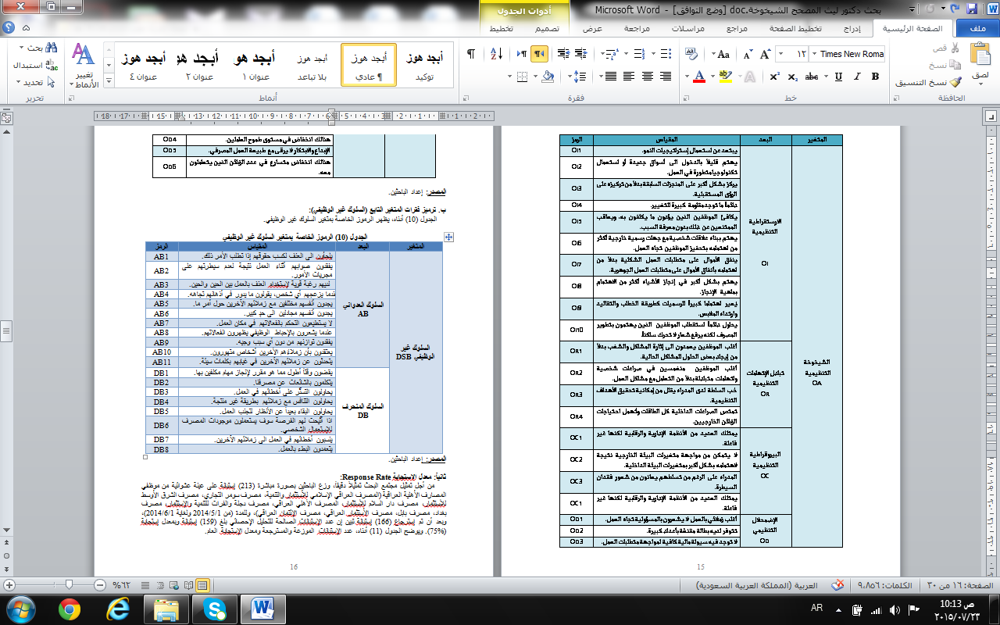 بحث دكتور ليث المصحح الشيخوخة.doc [وضع التوافق] - Microsoft Word
أدوات الجدول
ملف
الصفحة الرئيسية
إدراج
تخطيط الصفحة
مراجع
مراسلات
مراجعة
عرض
تصميم
تخطيط
لصق
قص
نسخ
نسخ التنسيق
الحافظة
Times New Roma
١٢
خط
فقرة
أبجد هوز
توكيد
أبجد هوز
¶ عادي
أبجد هوز
بلا تباعد
أبجد هو
عنوان ١
أبجد هو
عنوان ٢
أبجد هوز
عنوان ٤
أنماط
تغيير الأنماط
بحث
استبدال
تحديد
تحرير
المتغير البعد المقياس الرمز
الشيخوخة التنظيمية OA
الارستقراطية التنظيمية OI
يبتعد عن استعمال إستراتيجيات النمو. OI1
يهتم قليلاً بالدخول الى أسواق جديدة أو استعمال تكنولوجيا متطورة في العمل. OI2
يركز بشكل أكبر على المنجزات السابقة بدلاً من تركيزه على الرؤى المستقبلية. OI3
دائماً ما توجد مقاومة كبيرة للتغيير. OI4
يكافئ الموظفين الذين يؤتون ما يكلفون به، ويعاقب الممتنعين عن ذلك بدون معرفة السبب. OI5
يهتم ببناء علاقات شخصية مع جهات رسمية خارجية أكثر من اهتمامه بتحفيز الموظفين تجاه العمل. OI6
ينفق الأموال على متطلبات العمل الشكلية بدلاً من اهتمامه بانفاق الأموال على متطلبات العمل الجوهرية. OI7
يهتم بشكل أكبر في إنجاز الأشياء أكثر من الاهتمام بماهية الإنجاز. OI8
يُعير اهتماما كبيراً للرسميات كطريقة الخطاب والتقاليد وارتداء الملابس. OI9
يحاول دائماً استقطاب الموظفين الذين يهتمون بتطوير المصرف لكنه يرفع شعار لا تحرك ساكناً. OI10
تبادل الإتهامات التنظيمية OR
أغلب الموظفين يعمدون الى إثارة المشاكل والشغب بدلاً من إيجاد بعض الحلول للمشاكل الحالية. OR1
أغلب الموظفين منغمسين في صراعات شخصية واتهامات متبادلة بدلاً من التعامل مع مشاكل العمل. OR2
حب السلطة لدى المدراء يقلل من إمكانية تحقيق الأهداف التنظيمية. OR3
تمتص الصراعات الداخلية كل الطاقات وتهمل احتياجات الزبائن الخارجيين. OR4
البيروقراطية التنظيمية OC
يمتلك العديد من الأنظمة الإدارية والرقابية لكنها غير فاعلة. OC1
لا يتمكن من مواجهة متغيرات البيئة الخارجية نتيجة لاهتمامه بشكل أكبر بمتغيرات البيئة الداخلية. OC2
المدراء على الرغم من تسلطهم يعانون من شعور فقدان السيطرة. OC3
يمتلك العديد من الأنظمة الإدارية والرقابية لكنها غير فاعلة. OC1
الإضمحلال التنظيمي OD
أغلب زملائي بالعمل لا يشعرون بالمسؤولية تجاه العمل. OD1
تتوفر لديه بطالة مقنعة بأعداد كبيرة. OD2
لا توجد فيه سيولة مالية كافية لمواجهة متطلبات العمل. OD3
15
هنالك انخفاض في مستوى طموح العاملين. OD4
الإبداع والابتكار لا يرقى مع طبيعة العمل المصرفي. OD5
هنالك انخفاض متسارع في عدد الزبائن الذين يتعاملون معه. OD6
المصدر: إعداد الباحثين.
ب. ترميز فقرات المتغير التابع (السلوك غير الوظيفي):
الجدول (10) أدناه، يظهر الرموز الخاصة بمتغير السلوك غير الوظيفي.
الجدول (10) الرموز الخاصة بمتغير السلوك غير الوظيفي
المتغير البعد المقياس الرمز
السلوك غير الوظيفي DSB
السلوك العدواني AB
يلجأون الى العنف لكسب حقوقهم إذا تطلب الأمر ذلك. AB1
يفقدون صوابهم أثناء العمل نتيجة لعدم سيطرتهم على مجريات الأمور. AB2
لديهم رغبة قوية لإستخدام العنف بالعمل بين الحين والحين. AB3
ندما يزعجهم أي شخص، يقولون ما يدور في أذهانهم تجاهه. AB4
يجدون أنفسهم مختلفين مع زملائهم الآخرين حول أمر ما. AB5
يجدون أنفسهم مجادلين الى حدٍ كبير. AB6
لا يستطيعون التحكم بانفعالاتهم في مكان العمل. AB7
عندما يشعرون بالإحباط الوظيفي يظهرون انفعالاتهم. AB8
يفقدون توازنهم من دون أي سبب وجيه. AB9
يعتقدون بأن زملاءهم الآخرين أشخاص متهورون. AB10
يتحدثون عن زملائهم الآخرين في غيابهم بكلمات سيئة. AB11
السلوك المنحرف DB
يقضون وقتاً أطول مما هو مقرر لإنجاز مهام مكلفين بها. DB1
يتكلمون بالشائعات عن مصرفنا. DB2
يحاولون التستُّر على أخطائهم في العمل. DB3
يحاولون التنافس مع زملائهم بطريقة غير منتجة. DB4
يحاولون البقاء بعيداً عن الأنظار لتجنب العمل. DB5
اذا أُتيحت لهم الفرصة سوف يستعملون موجودات المصرف للإستعمال الشخصي. DB6
ينسبون أخطائهم في العمل الى زملائهم الآخرين. DB7
يتعمدون البطء بالعمل. DB8
المصدر: إعداد الباحثين.
ثانياً: معدل الإستجابة Response Rate:
من أجل تمثيل مجتمع البحث تمثيلاً دقيقاً، وزع الباحثين بصورة مباشرة (213) إستبانة على عينة عشوائية من موظفي
المصارف الأهلية العراقية (المصرف العراقي الإسلامي للإستثمار والتنمية، مصرف سومر التجاري، مصرف الشرق الأوسط
للإستثمار، مصرف دار السلام للإستثمار، المصرف الأهلي العراقي، مصرف دجلة والفرات للتنمية والإستثمار، مصرف
بغداد، مصرف بابل، مصرف الإستثمار العراقي، مصرف الإئتمان العراقي)، وللمدة (من 2014/5/1 ولغاية 2014/6/1)،
وبعد أن تم إسترجاع (166) إستبانة تبين إن عدد الإستبانات الصالحة للتحليل الإحصائي بلغ (159) إستبانة وبمعدل إستجابة
(75%). ويوضح الجدول (11) أدناه، عدد الإستبانات الموزعة والمسترجعة ومعدل الإستجابة العام.
16
الصفحة: ١٦ من ٣٠
الكلمات: ٩،٨٥٦
العربية (المملكة العربية السعودية)
٦٢%
AR
10:13 ص
٢٠١٥/٠٧/٢٣